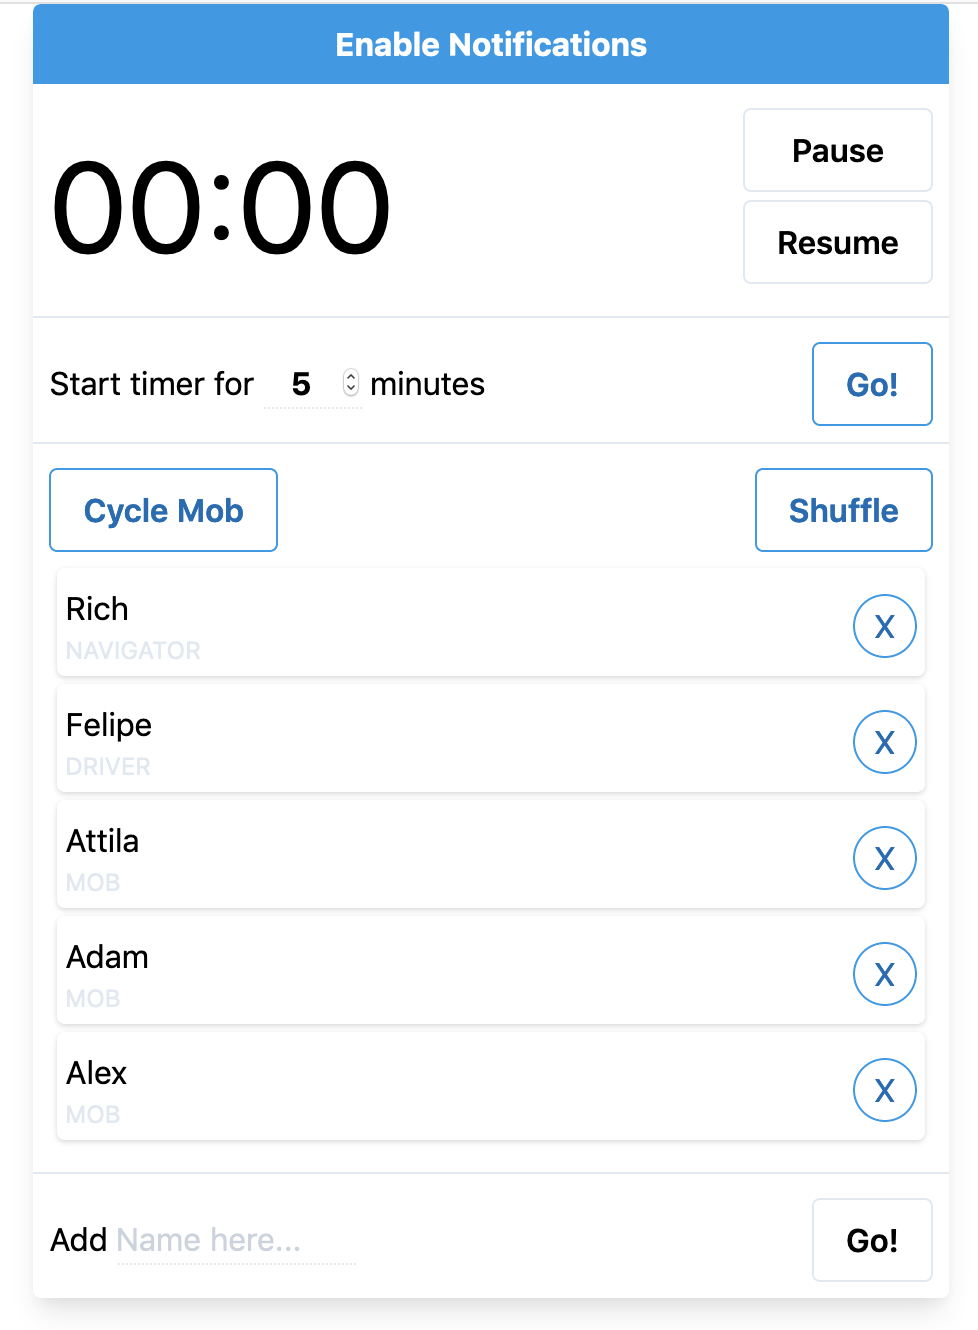 Enable Notifications
00:00
Pause
Resume
Start timer for 5 minutes
Go!
Cycle Mob
Shuffle
Rich
NAVIGATOR
X
Felipe
DRIVER
X
Attila
MOB
X
Adam
MOB
X
Alex
MOB
X
Add Name here...
Go!